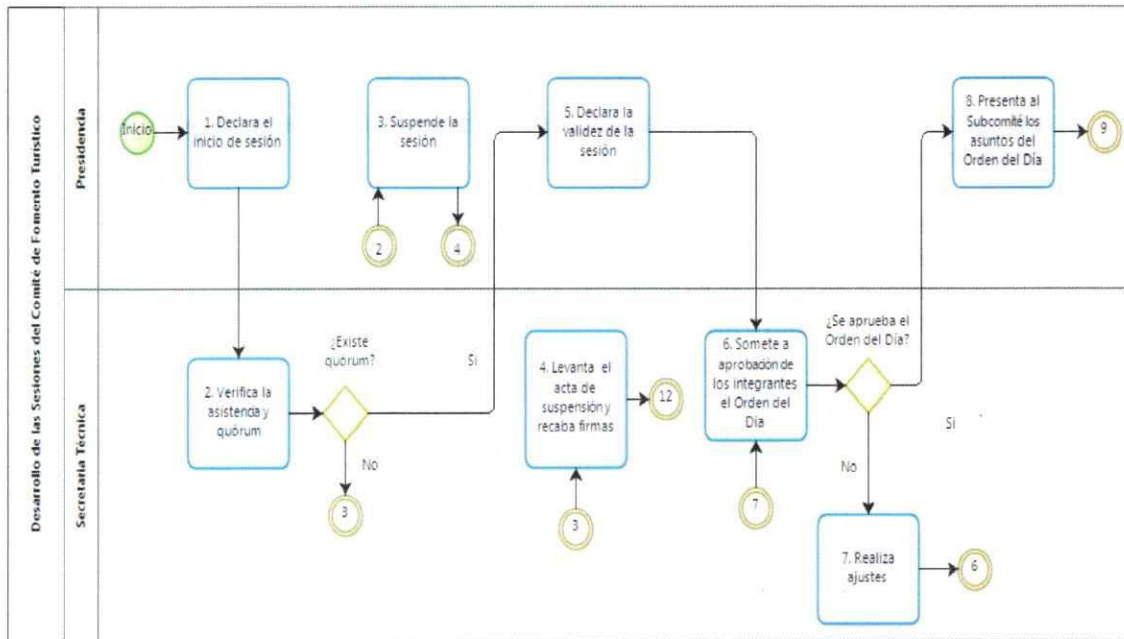 Desarrollo de las Sesiones del Comité de Fomento Turístico
Presidencia
Inicio
1. Declara el
inicio de sesión
3. Suspende la
sesión
2
4
5. Declara la
validez de la
sesión
8. Presenta al
Subcomité los
asuntos del
Orden del Día
9
Secretaría Técnica
2. Verifica la
asistencia y
quórum
¿Existe
quórum?
Si
No
3
4. Levanta el
acta de
suspensión y
recaba firmas
12
3
6. Somete a
aprobación de
los integrantes
el Orden del
Día
7
¿Se aprueba el
Orden del Día?
Si
No
7. Realiza
ajustes
6